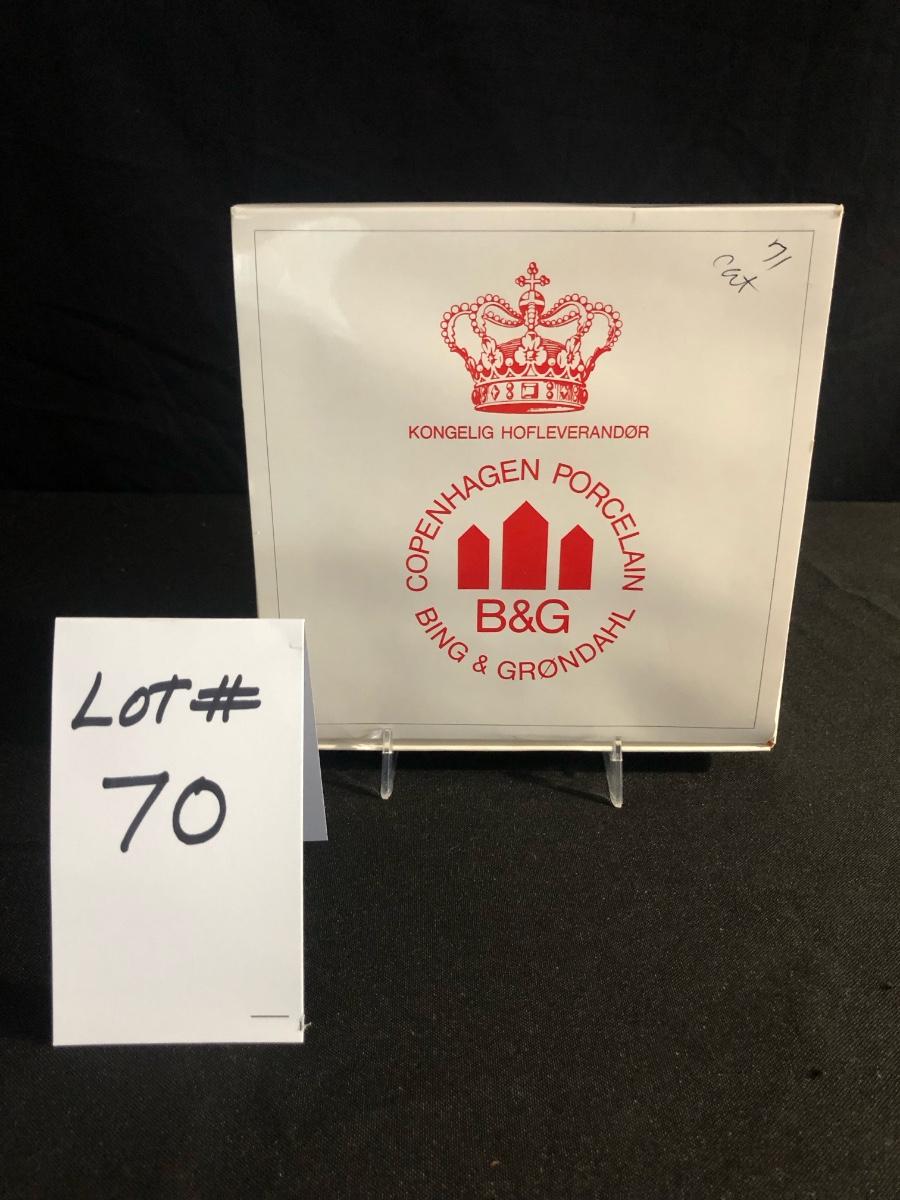 71
Cat
KONGELIG HOFLEVERANDØR
COPENHAGEN PORCELAIN
B&G
BING & GRØNDAHL
LOT #
70